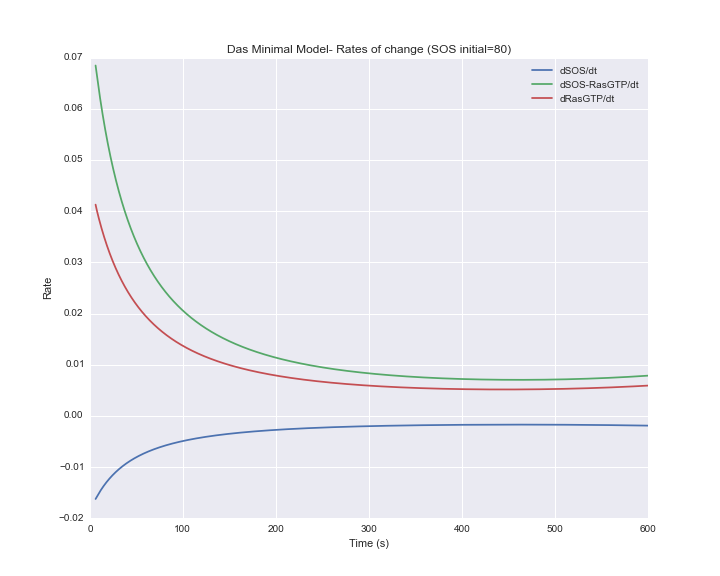 Das Minimal Model- Rates of change (SOS initial=80)
dSOS/dt
dSOS-RasGTP/dt
dRasGTP/dt
0.07
0.06
0.05
0.04
0.03
0.02
0.01
0.00
−0.01
−0.02
Rate
0 100 200 300 400 500 600
Time (s)